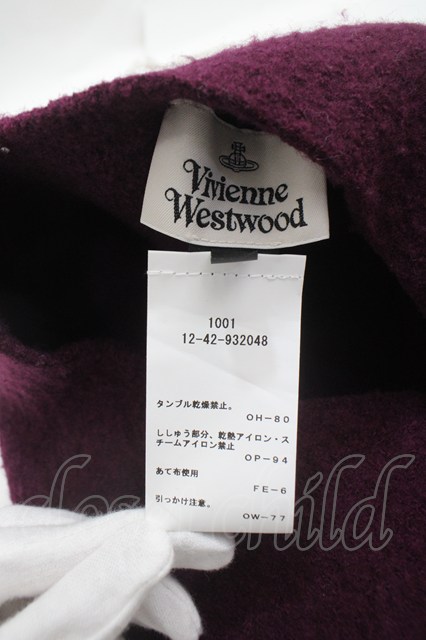 Vivienne
Westwood
1001
12-42-932048
タンブル乾燥禁止。
OH-80
ししゅう部分、乾熱アイロン・ス
チームアイロン禁止
OP-94
あて布使用
FE-6
引っかけ注意。
OW-77
closetchild